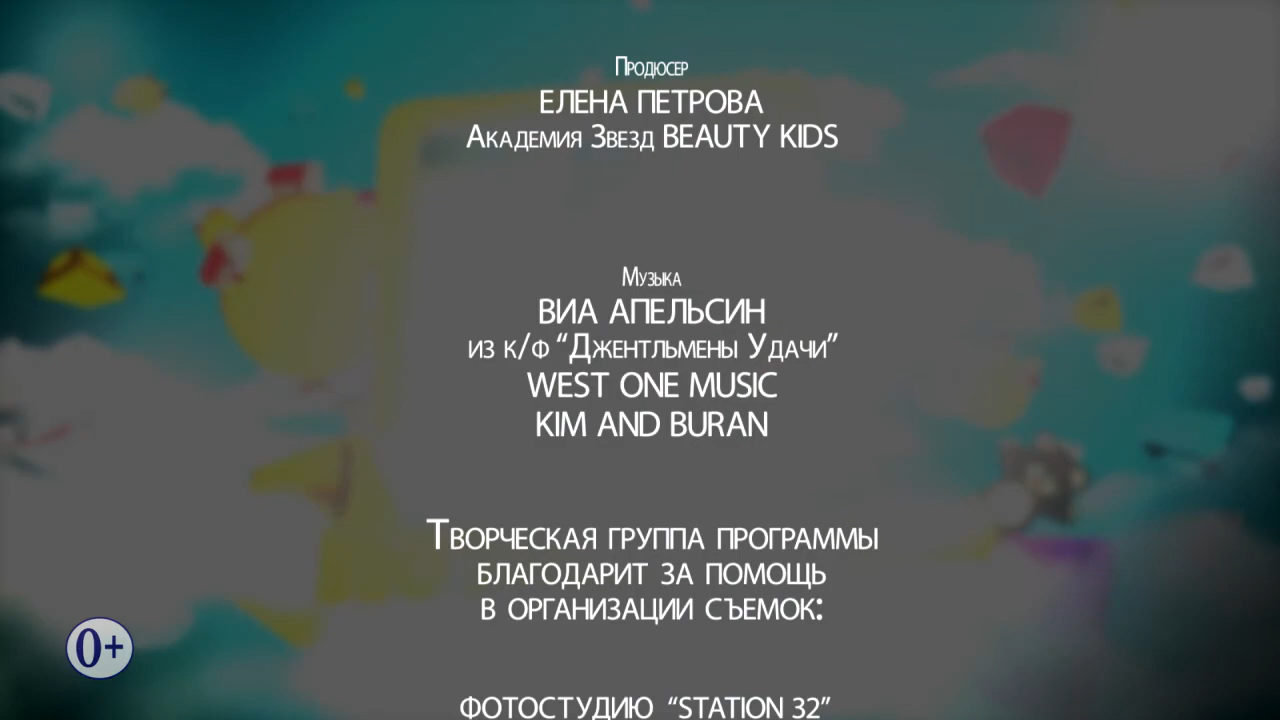 Продюсер
ЕЛЕНА ПЕТРОВА
Академия Звезд BEAUTY KIDS
Музыка
ВИА АПЕЛЬСИН
из к/ф “Джентльмены Удачи”
WEST ONE MUSIC
KIM AND BURAN
Творческая группа программы
благодарит за помощь
в организации съемок:
0+
фотостудию “STATION 32”